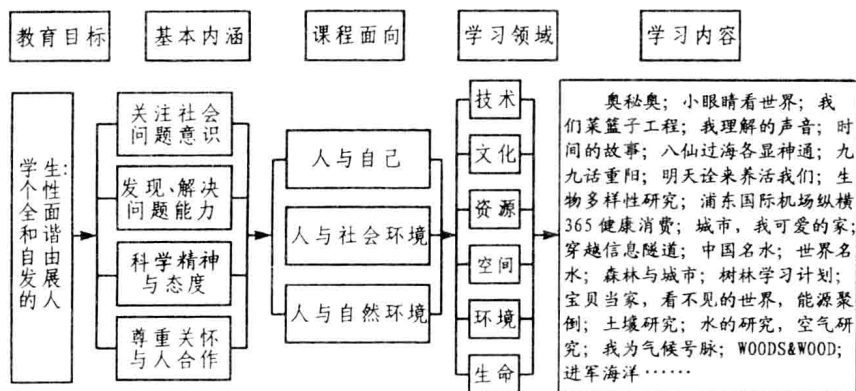 教育目标
基本内涵
课程面向
学习领域
学习内容
学生:
个性
全面
和谐
自由
发展
的人
关注社会
问题意识
发现、解决
问题能力
科学精神
与态度
尊重关怀
与人合作
人与自己
人与社会环境
人与自然环境
技术
文化
资源
空间
环境
生命
奥秘奥；小眼睛看世界；我
们菜篮子工程；我理解的声音；时
间的故事；八仙过海各显神通；九
九话重阳；明天诠来养活我们；生
物多样性研究；浦东国际机场纵横
365健康消费；城市，我可爱的家；
穿越信息隧道；中国名水；世界名
水；森林与城市；树林学习计划；
宝贝当家，看不见的世界，能源聚
倒；土壤研究；水的研究，空气研
究；我为气候号脉；WOODS&WOOD；
进军海洋……